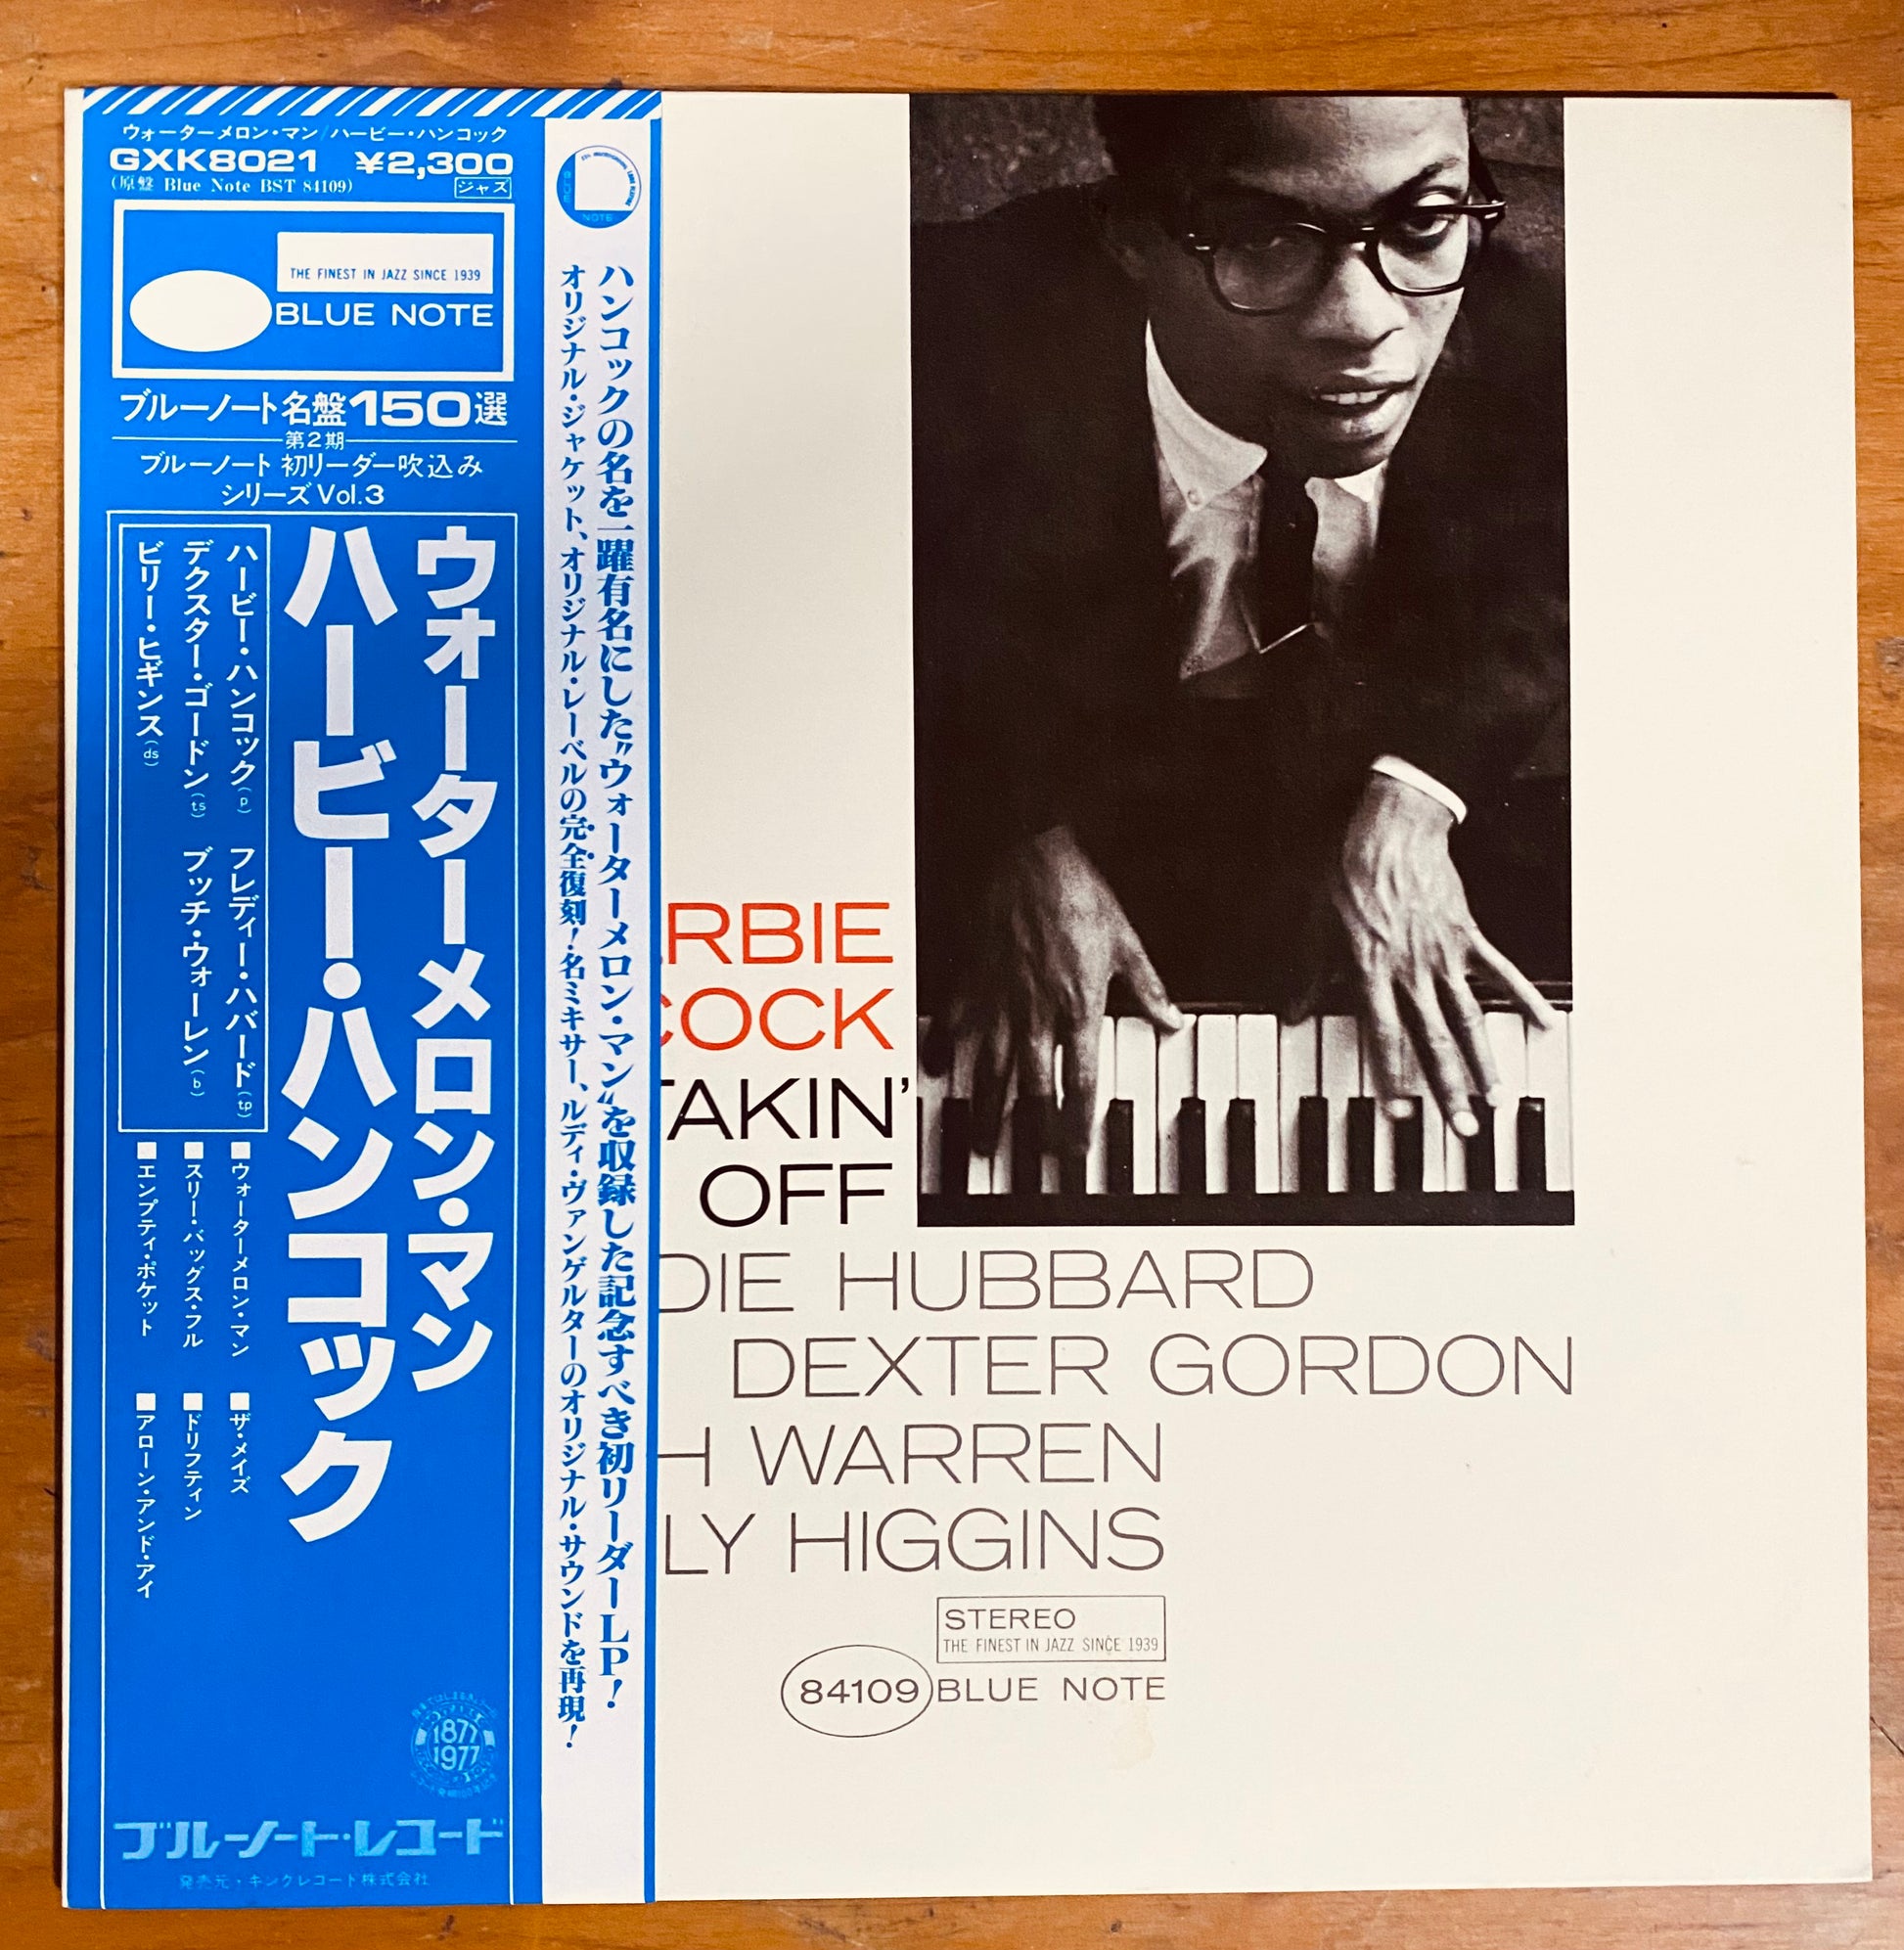 ウォーターメロン・マン/ハービー・ハンコック
GXK8021 ¥2,300
(原盤 Blue Note BST 84109) ジャズ
THE FINEST IN JAZZ SINCE 1939
BLUE NOTE
ブルーノート名盤150選
第2期
ブルーノート 初リーダー吹込み
シリーズ Vol.3
ウォーターメロン・マン
ハービー・ハンコック
ハービー・ハンコック(p) フレディー・ハバード(tp)
デクスター・ゴードン(ts) ブッチ・ウォーレン(b)
ビリー・ヒギンス(ds)
■ウォーターメロン・マン ■ザ・メイズ
■スリー・バッグス・フル ■ドリフティン
■エンプティ・ポケット ■アローン・アンド・アイ
1877
1977
ブルーノート・レコード
発売元・キングレコード株式会社
BLUE
NOTE
ハンコックの名を一躍有名にした〝ウォーターメロン・マン〟を収録した記念すべき初リーダーLP!
オリジナル・ジャケット、オリジナル・レーベルの完全復刻!名ミキサー、ルディ・ヴァンゲルターのオリジナル・サウンドを再現!
RBIE
COCK
TAKIN'
OFF
DIE HUBBARD
DEXTER GORDON
H WARREN
LY HIGGINS
STEREO
THE FINEST IN JAZZ SINCE 1939
84109 BLUE NOTE